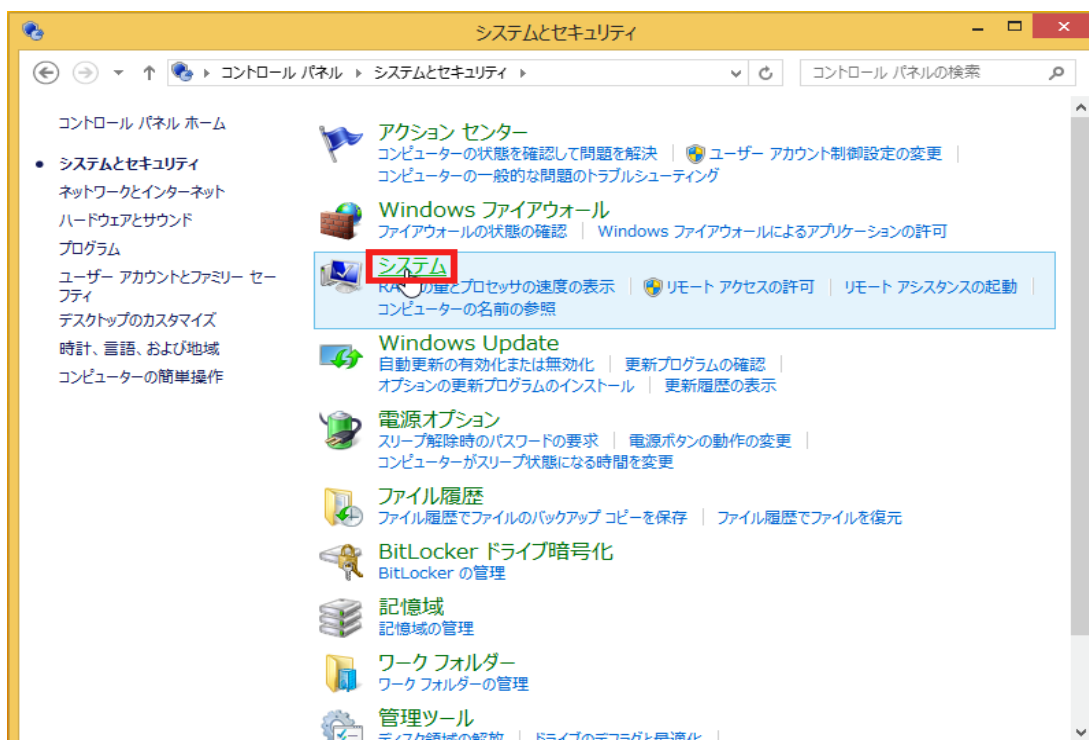 システムとセキュリティ
コントロール パネル ▸ システムとセキュリティ ▸
コントロール パネルの検索
コントロール パネル ホーム
システムとセキュリティ
ネットワークとインターネット
ハードウェアとサウンド
プログラム
ユーザー アカウントとファミリー セー
フティ
デスクトップのカスタマイズ
時計、言語、および地域
コンピューターの簡単操作
アクション センター
コンピューターの状態を確認して問題を解決 ユーザー アカウント制御設定の変更
コンピューターの一般的な問題のトラブルシューティング
Windows ファイアウォール
ファイアウォールの状態の確認 Windows ファイアウォールによるアプリケーションの許可
システム
の量とプロセッサの速度の表示 リモート アクセスの許可 リモート アシスタンスの起動
コンピューターの名前の参照
Windows Update
自動更新の有効化または無効化 更新プログラムの確認
オプションの更新プログラムのインストール 更新履歴の表示
電源オプション
スリープ解除時のパスワードの要求 電源ボタンの動作の変更
コンピューターがスリープ状態になる時間を変更
ファイル履歴
ファイル履歴でファイルのバックアップ コピーを保存 ファイル履歴でファイルを復元
BitLocker ドライブ暗号化
BitLocker の管理
記憶域
記憶域の管理
ワーク フォルダー
ワーク フォルダーの管理
管理ツール
ディスク領域の解放 ドライブのデフラグと最適化